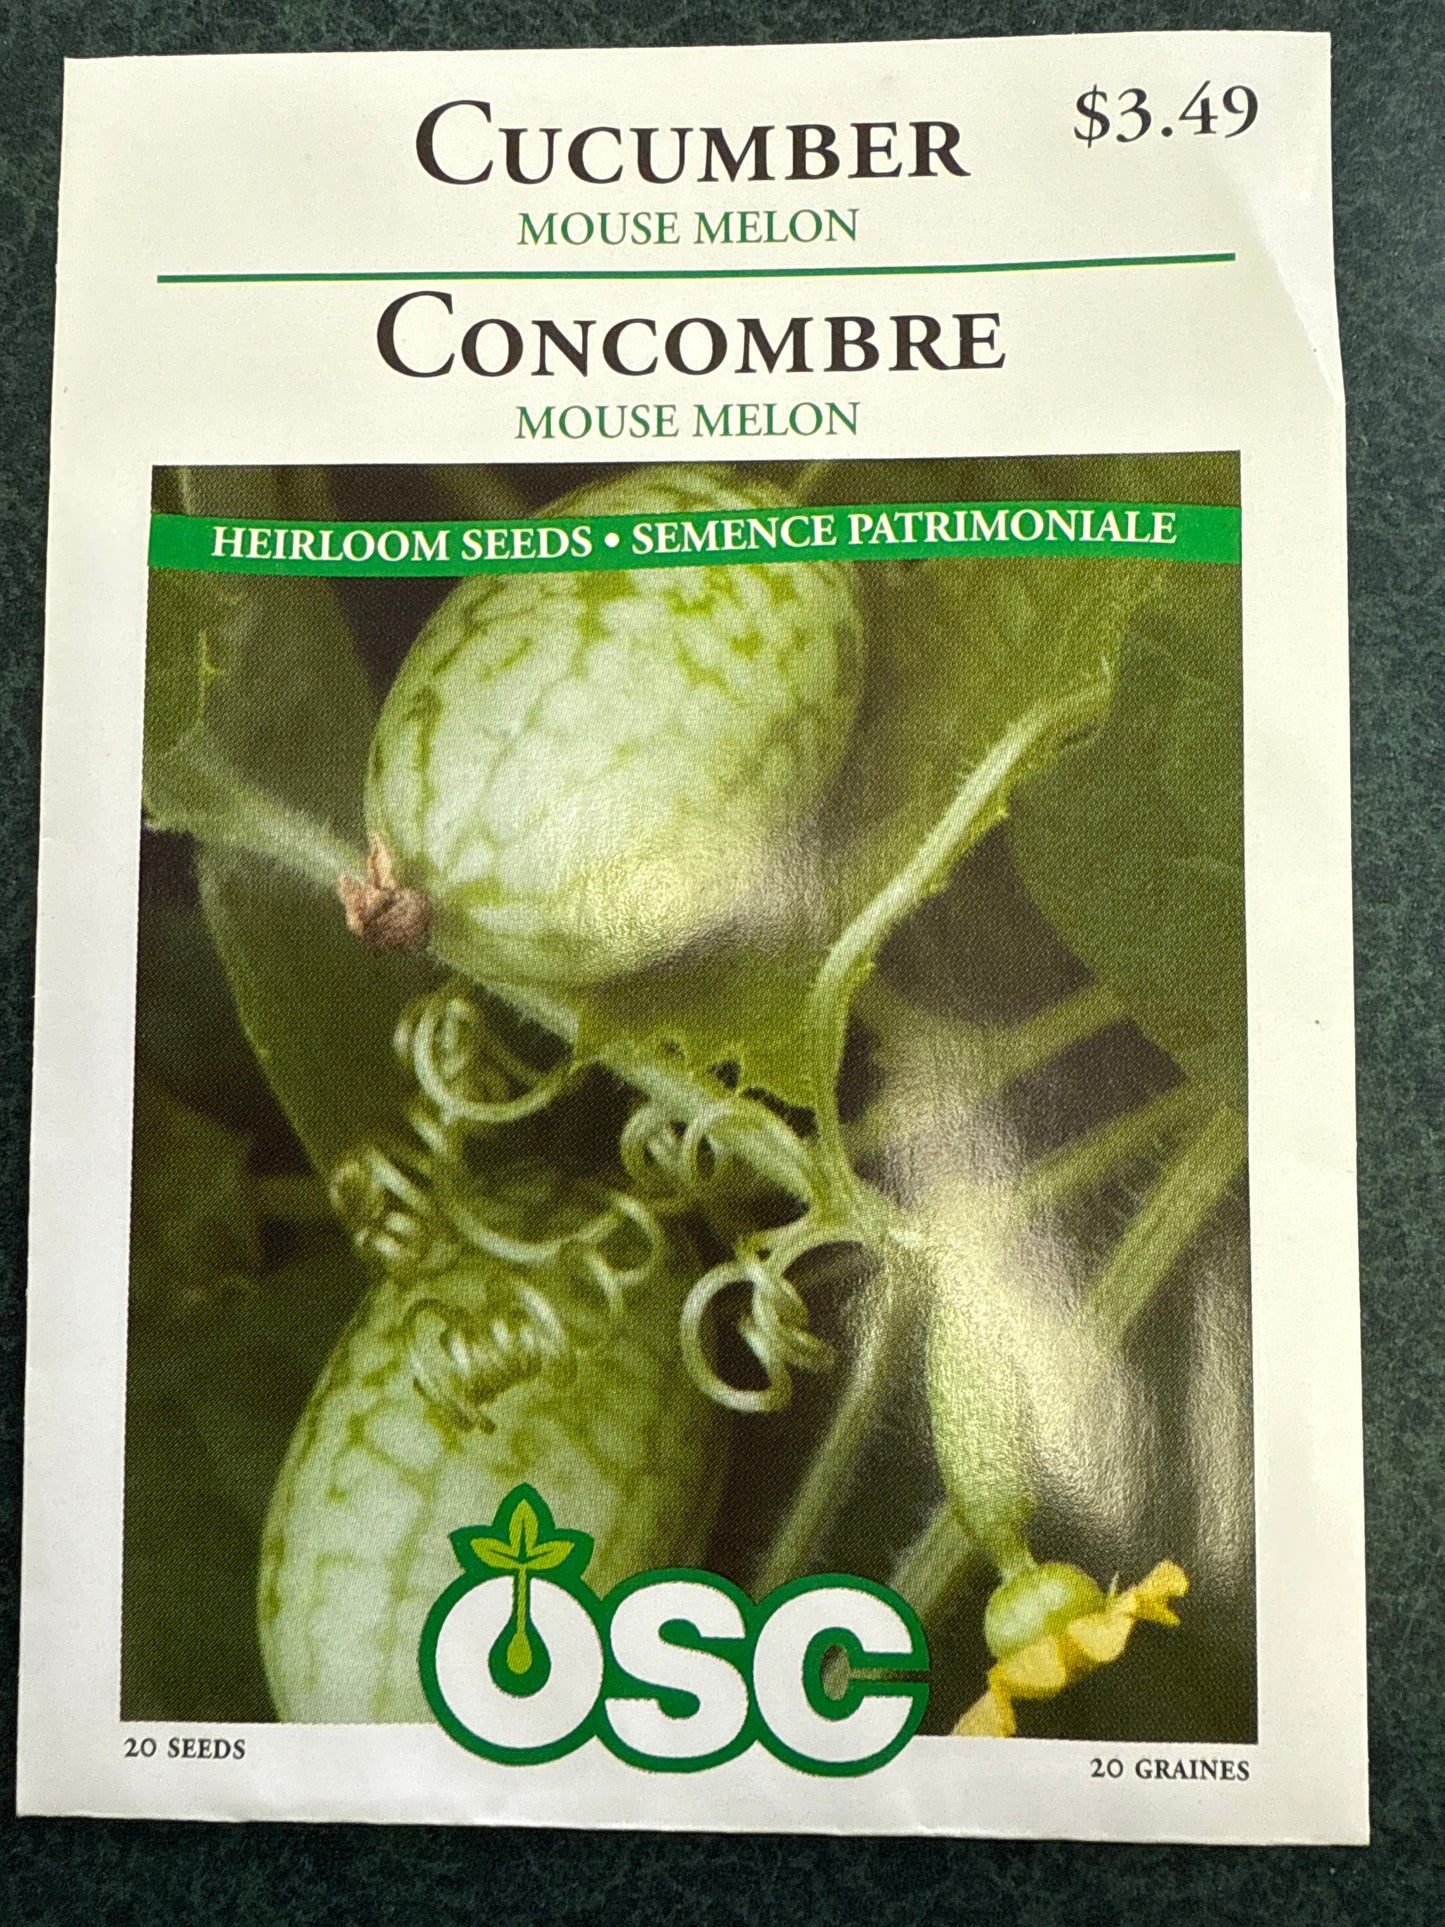 CUCUMBER
$3.49
MOUSE MELON
CONCOMBRE
MOUSE MELON
HEIRLOOM SEEDS • SEMENCE PATRIMONIALE
OSC
20 SEEDS
20 GRAINES